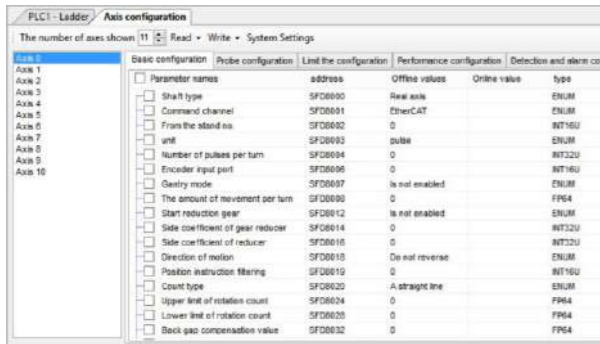 PLC1 - Ladder Axis configuration
The number of axes shown 11 Read Write System Settings
Axis 0
Axis 1
Axis 2
Axis 3
Axis 4
Axis 5
Axis 6
Axis 7
Axis 8
Axis 9
Axis 10
Basic configuration Probe configuration Limit the configuration Performance configuration Detection and alarm co
Parameter names address Offline values Online value type
Shaft type SFD8000 Real axis ENUM
Command channel SFD8001 EtherCAT ENUM
From the stand no. SFD8002 0 INT16U
unit SFD8003 pulse ENUM
Number of pulses per turn SFD8004 0 INT32U
Encoder input port SFD8006 0 INT16U
Gantry mode SFD8007 Is not enabled ENUM
The amount of movement per turn SFD8008 0 FP64
Start reduction gear SFD8012 Is not enabled ENUM
Side coefficient of gear reducer SFD8014 0 INT32U
Side coefficient of reducer SFD8016 0 INT32U
Direction of motion SFD8018 Do not reverse ENUM
Position instruction filtering SFD8019 0 INT16U
Count type SFD8020 A straight line ENUM
Upper limit of rotation count SFD8024 0 FP64
Lower limit of rotation count SFD8028 0 FP64
Back gap compensation value SFD8032 0 FP64